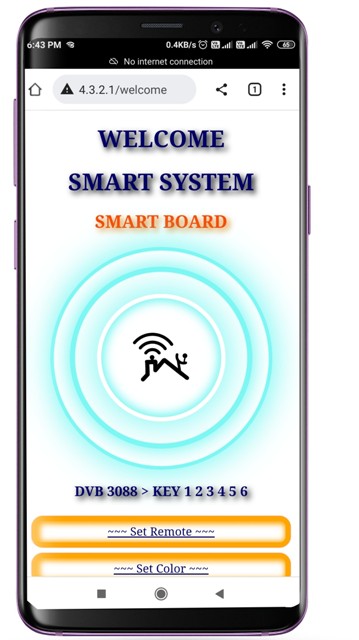 6:43 PM 0.4KB/s 65
No internet connection
4.3.2.1/welcome 1
WELCOME
SMART SYSTEM
SMART BOARD
DVB 3088 > KEY 1 2 3 4 5 6
~~~ Set Remote ~~~
~~~ Set Color ~~~